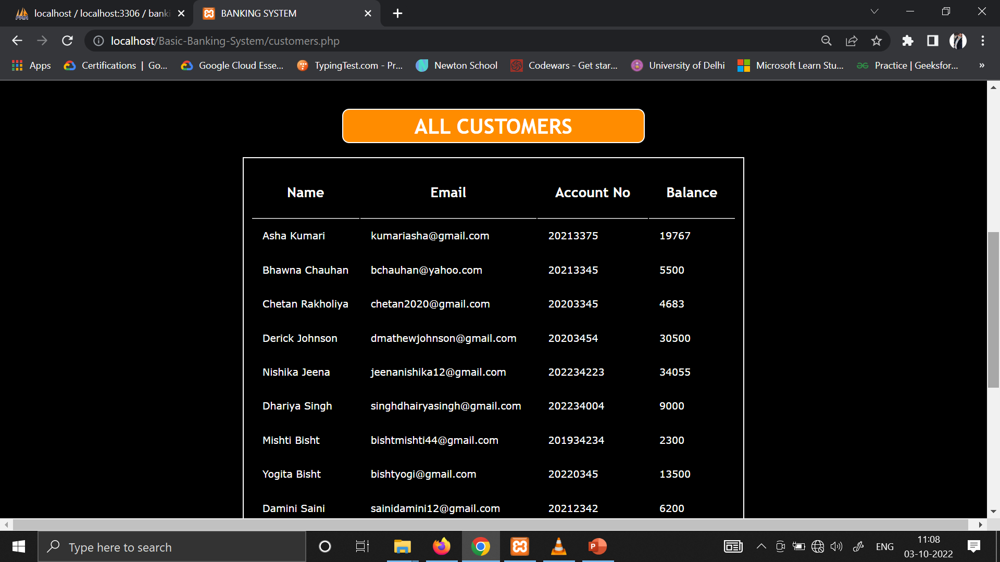 localhost / localhost:3306 / banki
BANKING SYSTEM
localhost/Basic-Banking-System/customers.php
Apps
Certifications | Go...
Google Cloud Esse...
TypingTest.com - Pr...
Newton School
Codewars - Get star...
University of Delhi
Microsoft Learn Stu...
Practice | Geeksfor...
»
ALL CUSTOMERS
Name Email Account No Balance
Asha Kumari kumariasha@gmail.com 20213375 19767
Bhawna Chauhan bchauhan@yahoo.com 20213345 5500
Chetan Rakholiya chetan2020@gmail.com 20203345 4683
Derick Johnson dmathewjohnson@gmail.com 20203454 30500
Nishika Jeena jeenanishika12@gmail.com 202234223 34055
Dhariya Singh singhdhairyasingh@gmail.com 202234004 9000
Mishti Bisht bishtmishti44@gmail.com 201934234 2300
Yogita Bisht bishtyogi@gmail.com 20220345 13500
Damini Saini sainidamini12@gmail.com 20212342 6200
Type here to search
ENG
11:08
03-10-2022